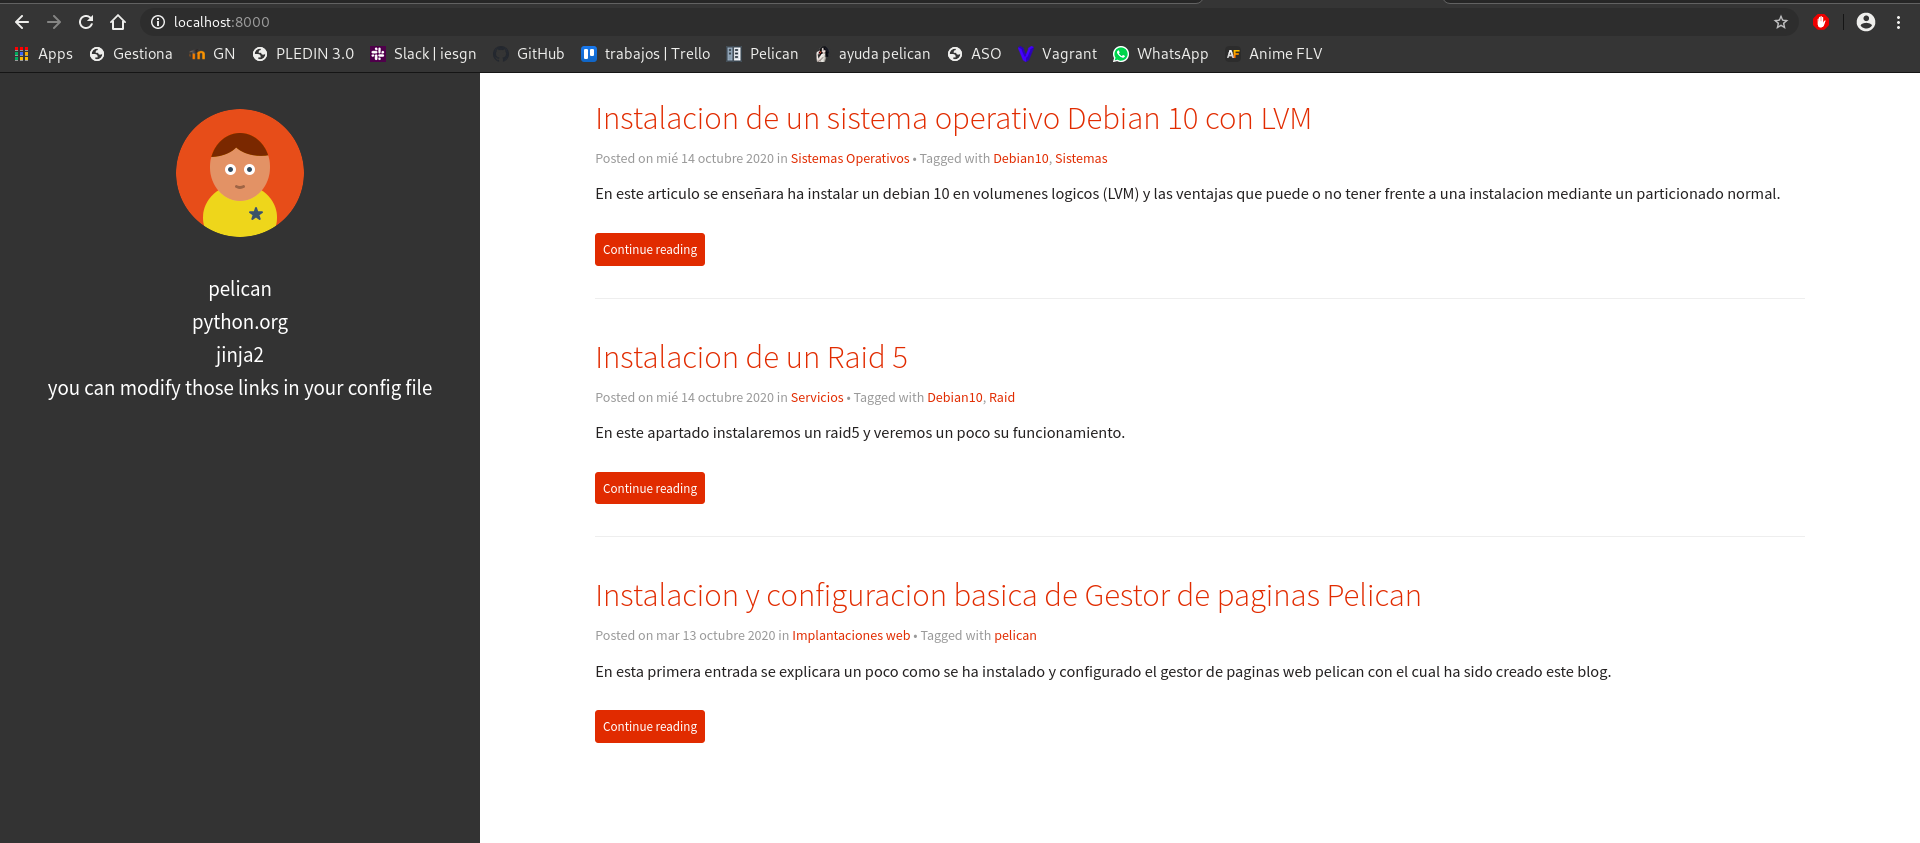 localhost:8000
Apps Gestiona GN PLEDIN 3.0 Slack | iesgn GitHub trabajos | Trello Pelican ayuda pelican ASO Vagrant WhatsApp AF Anime FLV
pelican
python.org
jinja2
you can modify those links in your config file
Instalacion de un sistema operativo Debian 10 con LVM
Posted on mié 14 octubre 2020 in Sistemas Operativos • Tagged with Debian10, Sistemas
En este articulo se enseñara ha instalar un debian 10 en volumenes logicos (LVM) y las ventajas que puede o no tener frente a una instalacion mediante un particionado normal.
Continue reading
Instalacion de un Raid 5
Posted on mié 14 octubre 2020 in Servicios • Tagged with Debian10, Raid
En este apartado instalaremos un raid5 y veremos un poco su funcionamiento.
Continue reading
Instalacion y configuracion basica de Gestor de paginas Pelican
Posted on mar 13 octubre 2020 in Implantaciones web • Tagged with pelican
En esta primera entrada se explicara un poco como se ha instalado y configurado el gestor de paginas web pelican con el cual ha sido creado este blog.
Continue reading